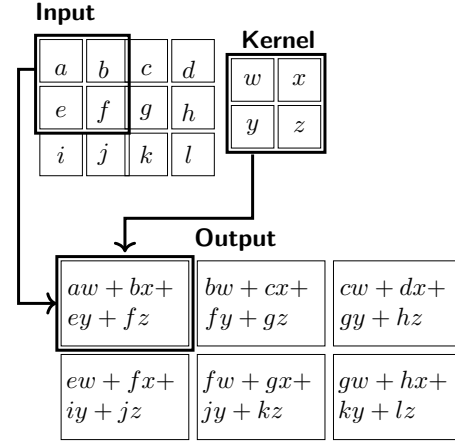 Input
Kernel
a b c d
w x
e f g h
y z
i j k l
Output
aw + bx+ bw + cx+ cw + dx+
ey + fz fy + gz gy + hz
ew + fx+ fw + gx+ gw + hx+
iy + jz jy + kz ky + lz